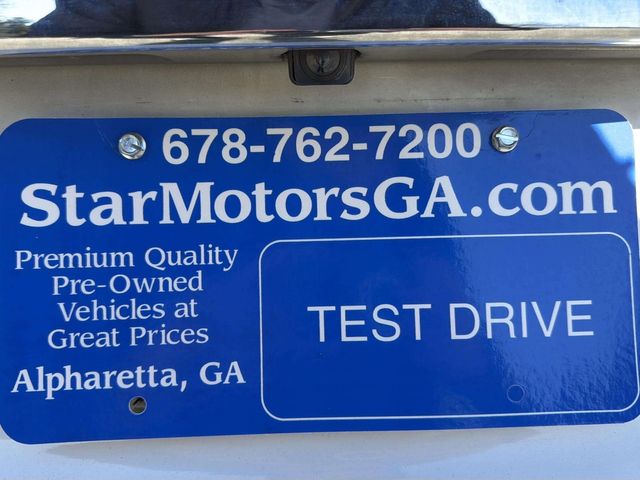 678-762-7200
StarMotorsGA.com
Premium Quality
Pre-Owned
Vehicles at
Great Prices
Alpharetta, GA
TEST DRIVE